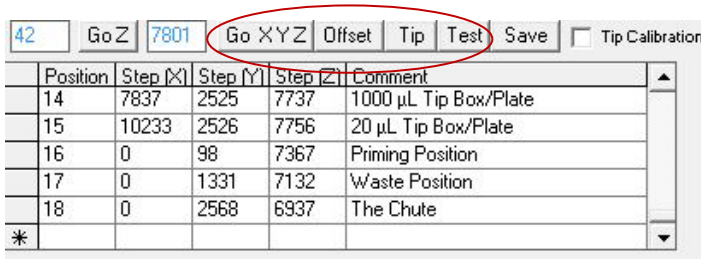 42 Go Z 7801 Go X Y Z Offset Tip Test Save Tip Calibration
Position Step (X) Step (Y) Step (Z) Comment
14 7837 2525 7737 1000 µL Tip Box/Plate
15 10233 2526 7756 20 µL Tip Box/Plate
16 0 98 7367 Priming Position
17 0 1331 7132 Waste Position
18 0 2568 6937 The Chute
*